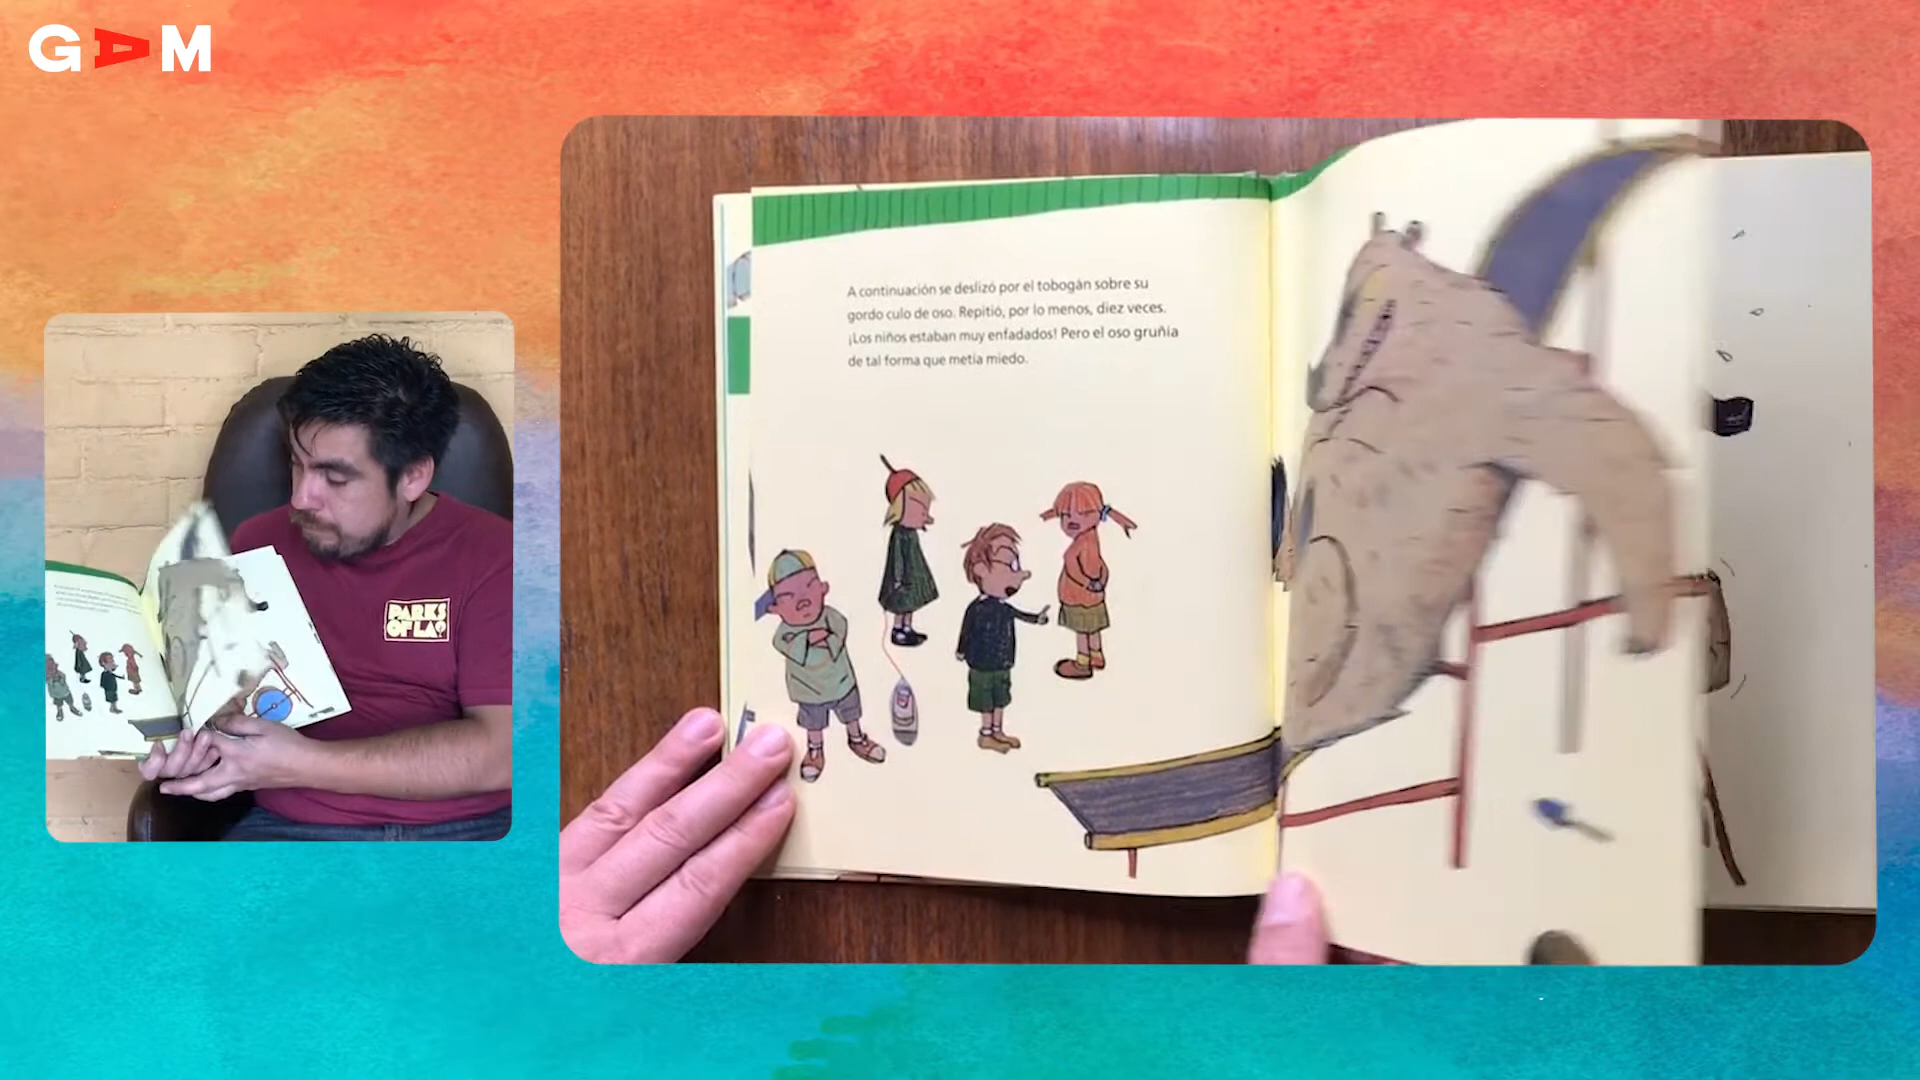 GAM
A continuación se deslizó por el tobogán sobre su
gordo culo de oso. Repitió, por lo menos, diez veces.
¡Los niños estaban muy enfadados! Pero el oso gruñía
de tal forma que metía miedo.
PARKS
OF LA